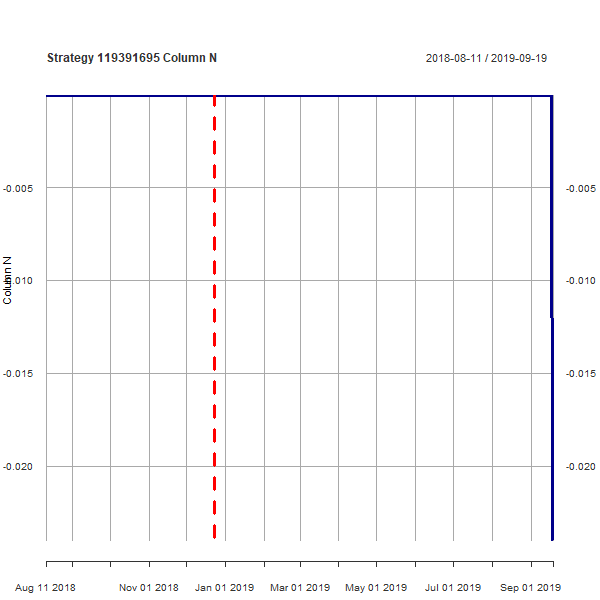 Strategy 119391695 Column N
2018-08-11 / 2019-09-19
-0.005
-0.005
Column N
-0.010
-0.010
-0.015
-0.015
-0.020
-0.020
Aug 11 2018
Nov 01 2018
Jan 01 2019
Mar 01 2019
May 01 2019
Jul 01 2019
Sep 01 2019